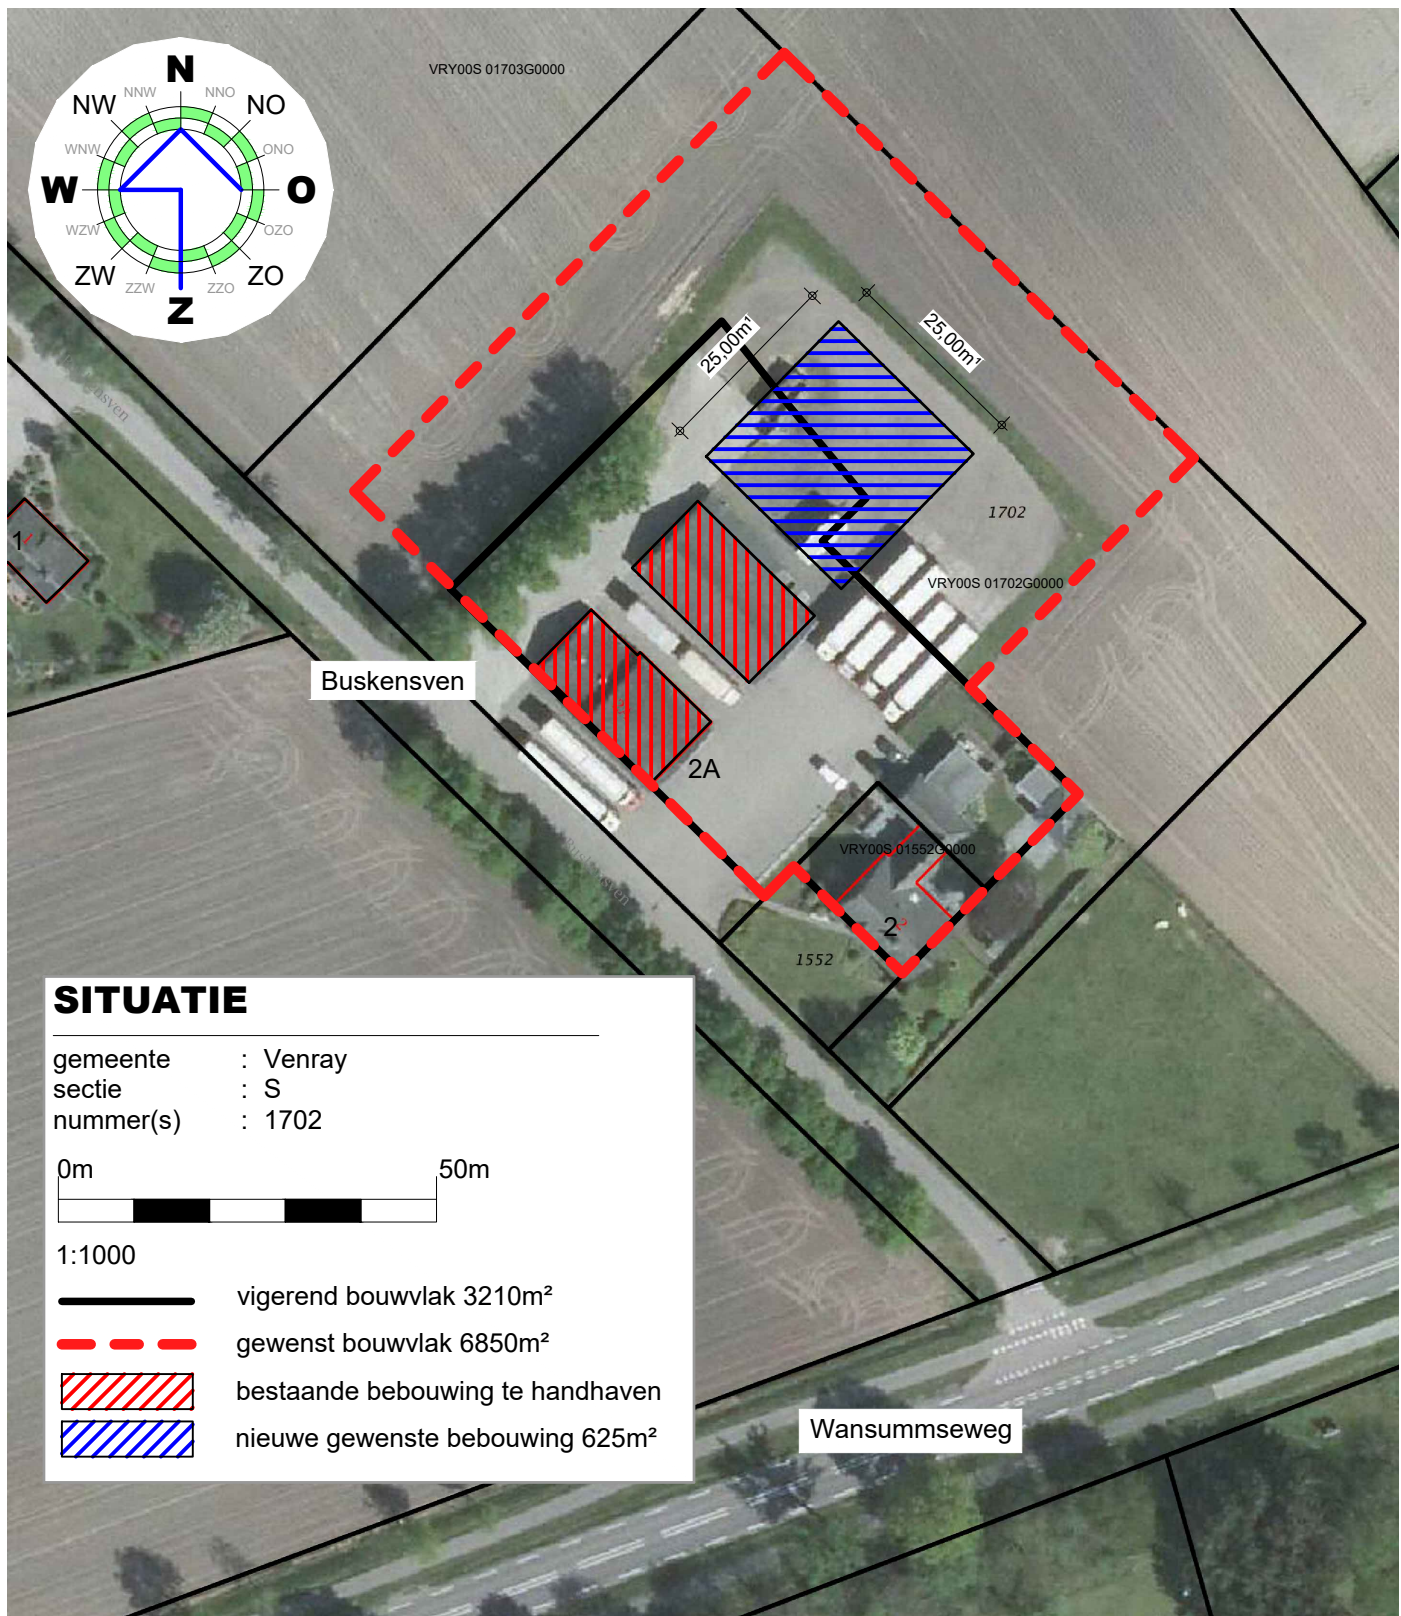 N
NNW
NNO
NW
NO
WNW
ONO
W
O
WZW
OZO
ZW
ZO
ZZW
ZZO
Z
VRY00S 01703G0000
25,00m¹
25,00m¹
1702
VRY00S 01702G0000
1
Buskensven
2A
VRY00S 01552G0000
2
2
1552
SITUATIE
gemeente : Venray
sectie : S
nummer(s) : 1702
0m 50m
1:1000
vigerend bouwvlak 3210m²
gewenst bouwvlak 6850m²
bestaande bebouwing te handhaven
nieuwe gewenste bebouwing 625m²
Wansummseweg